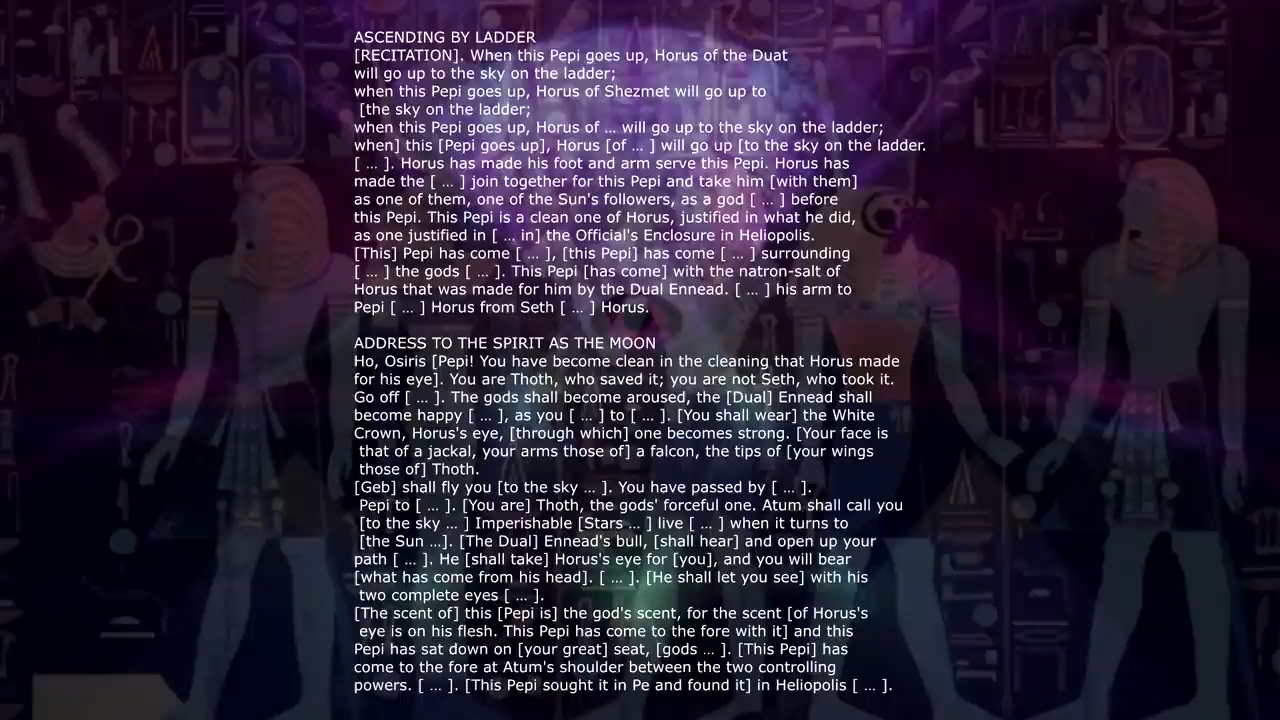 ASCENDING BY LADDER
[RECITATION]. When this Pepi goes up, Horus of the Duat
will go up to the sky on the ladder;
when this Pepi goes up, Horus of Shezmet will go up to
[the sky on the ladder;
when this Pepi goes up, Horus of ... will go up to the sky on the ladder;
when] this [Pepi goes up], Horus [of ... ] will go up [to the sky on the ladder.
[ ... ]. Horus has made his foot and arm serve this Pepi. Horus has
made the [ ... ] join together for this Pepi and take him [with them]
as one of them, one of the Sun's followers, as a god [ ... ] before
this Pepi. This Pepi is a clean one of Horus, justified in what he did,
as one justified in [ ... in] the Official's Enclosure in Heliopolis.
[This] Pepi has come [ ... ], [this Pepi] has come [ ... ] surrounding
[ ... ] the gods [ ... ]. This Pepi [has come] with the natron-salt of
Horus that was made for him by the Dual Ennead. [ ... ] his arm to
Pepi [ ... ] Horus from Seth [ ... ] Horus.
ADDRESS TO THE SPIRIT AS THE MOON
Ho, Osiris [Pepi! You have become clean in the cleaning that Horus made
for his eye]. You are Thoth, who saved it; you are not Seth, who took it.
Go off [ ... ]. The gods shall become aroused, the [Dual] Ennead shall
become happy [ ... ], as you [ ... ] to [ ... ]. [You shall wear] the White
Crown, Horus's eye, [through which] one becomes strong. [Your face is
that of a jackal, your arms those of] a falcon, the tips of [your wings
those of] Thoth.
[Geb] shall fly you [to the sky ... ]. You have passed by [ ... ].
Pepi to [ ... ]. [You are] Thoth, the gods' forceful one. Atum shall call you
[to the sky ... ] Imperishable [Stars ... ] live [ ... ] when it turns to
[the Sun ...]. [The Dual] Ennead's bull, [shall hear] and open up your
path [ ... ]. He [shall take] Horus's eye for [you], and you will bear
[what has come from his head]. [ ... ]. [He shall let you see] with his
two complete eyes [ ... ].
[The scent of] this [Pepi is] the god's scent, for the scent [of Horus's
eye is on his flesh. This Pepi has come to the fore with it] and this
Pepi has sat down on [your great] seat, [gods ... ]. [This Pepi] has
come to the fore at Atum's shoulder between the two controlling
powers. [ ... ]. [This Pepi sought it in Pe and found it] in Heliopolis [ ... ].